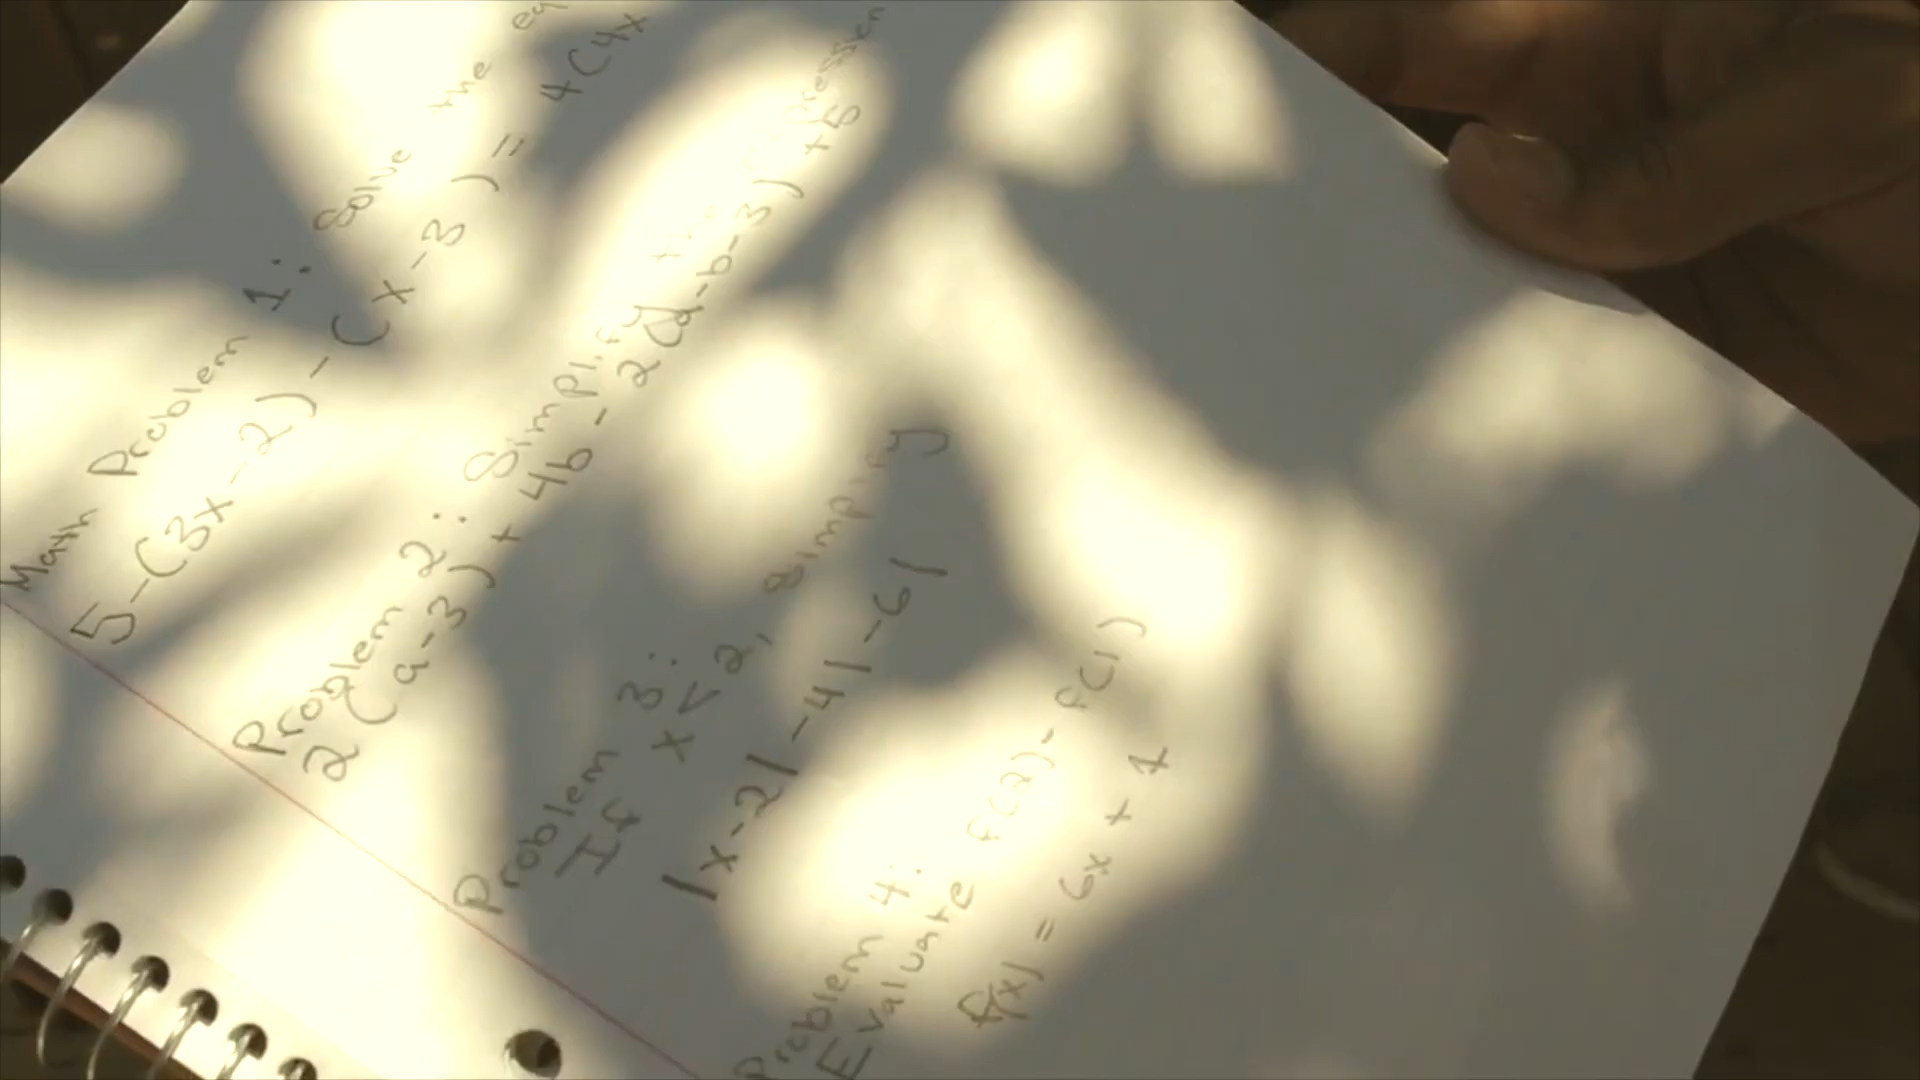 Math Problem 1: Solve the eq
5-(3x-2)-(x-3) = 4(4x
Problem 2: Simplify
2(a-3)+4b-2(a-b-3)+5
Problem 3:
If x<2, Simplify
|x-2|-4|-6|
Problem 4:
Evaluate f(2)-f(1)
f(x) = 6x + 1